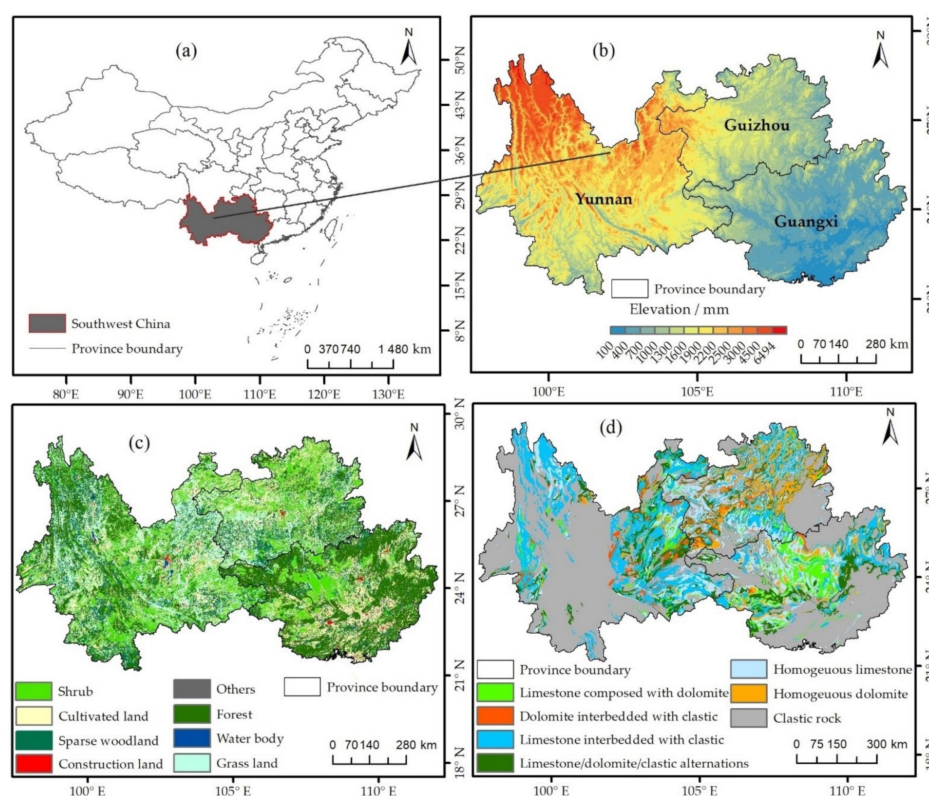 (a)
N
50°N
43°N
36°N
29°N
22°N
15°N
8°N
Southwest China
Province boundary
0 370 740 1 480 km
80°E
90°E
100°E
110°E
120°E
130°E
(b)
N
Guizhou
Yunnan
Guangxi
Province boundary
Elevation / mm
100
400
700
1000
1300
1600
1900
2200
2500
3000
4500
6494
0 70 140 280 km
100°E
105°E
110°E
(c)
N
30° N
27° N
24° N
21° N
18° N
Shrub
Cultivated land
Sparse woodland
Construction land
Others
Forest
Water body
Grass land
Province boundary
0 70 140 280 km
100° E
105° E
110° E
(d)
N
27° N
24° N
21° N
18° N
Province boundary
Limestone composed with dolomite
Dolomite interbedded with clastic
Limestone interbedded with clastic
Limestone/dolomite/clastic alternations
Homogeuous limestone
Homogeuous dolomite
Clastic rock
0 75 150 300 km
100° E
105° E
110° E